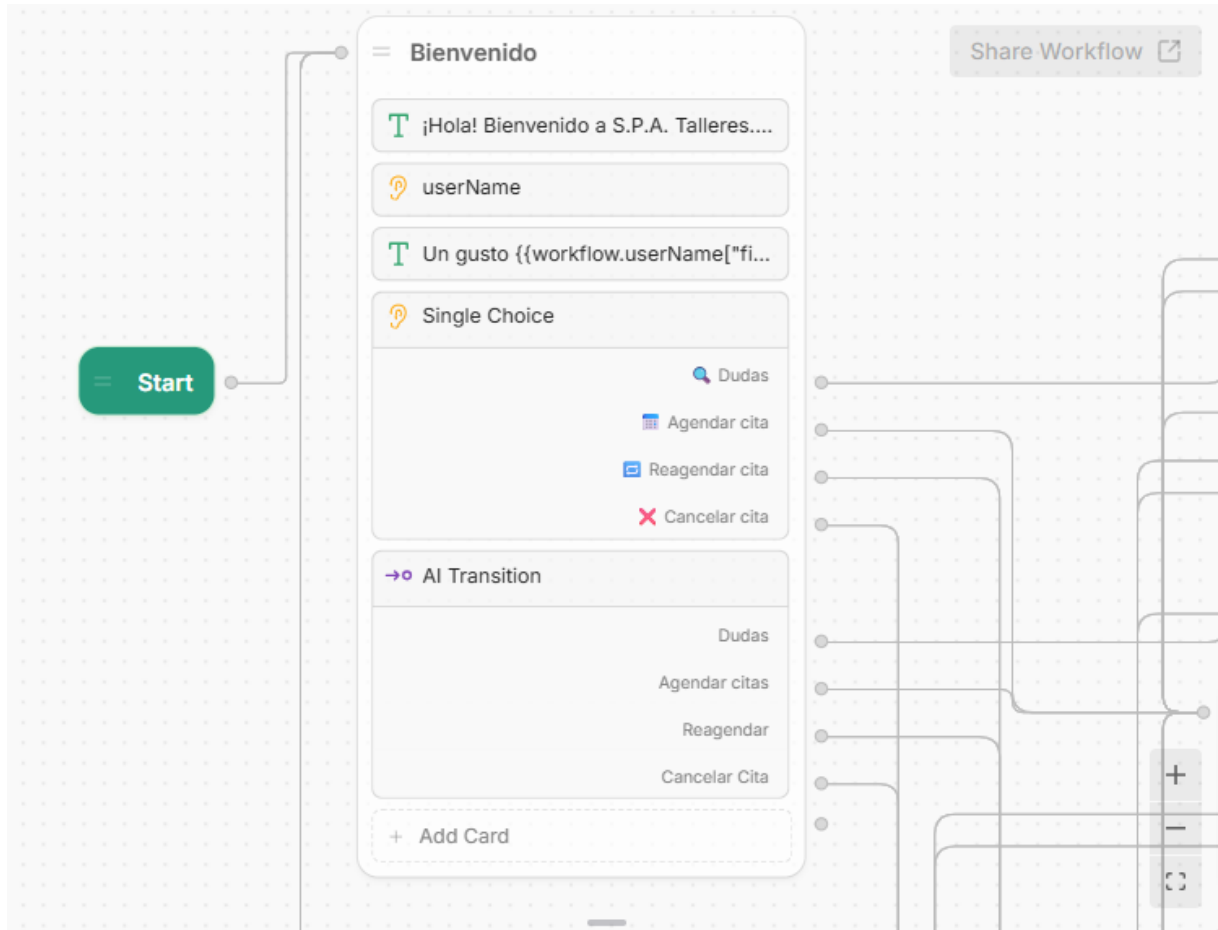 Bienvenido
Share Workflow
¡Hola! Bienvenido a S.P.A. Talleres....
userName
Un gusto {{workflow.userName["fi...
Single Choice
Start
Dudas
Agendar cita
Reagendar cita
Cancelar cita
AI Transition
Dudas
Agendar citas
Reagendar
Cancelar Cita
+ Add Card